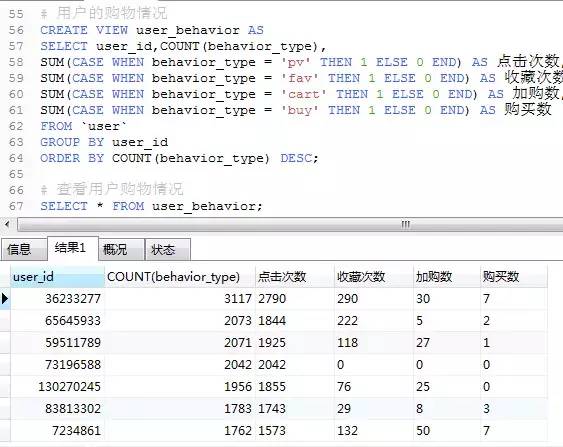 55 # 用户的购物情况
56 CREATE VIEW user_behavior AS
57 SELECT user_id,COUNT(behavior_type),
58 SUM(CASE WHEN behavior_type = 'pv' THEN 1 ELSE 0 END) AS 点击次数,
59 SUM(CASE WHEN behavior_type = 'fav' THEN 1 ELSE 0 END) AS 收藏次数
60 SUM(CASE WHEN behavior_type = 'cart' THEN 1 ELSE 0 END) AS 加购数,
61 SUM(CASE WHEN behavior_type = 'buy' THEN 1 ELSE 0 END) AS 购买数
62 FROM `user`
63 GROUP BY user_id
64 ORDER BY COUNT(behavior_type) DESC;
65
66 # 查看用户购物情况
67 SELECT * FROM user_behavior;
信息 结果1 概况 状态
user_id COUNT(behavior_type) 点击次数 收藏次数 加购数 购买数
36233277 3117 2790 290 30 7
65645933 2073 1844 222 5 2
59511789 2071 1925 118 27 1
73196588 2042 2042 0 0 0
130270245 1956 1855 76 25 0
83813302 1783 1743 29 8 3
7234861 1762 1573 132 50 7